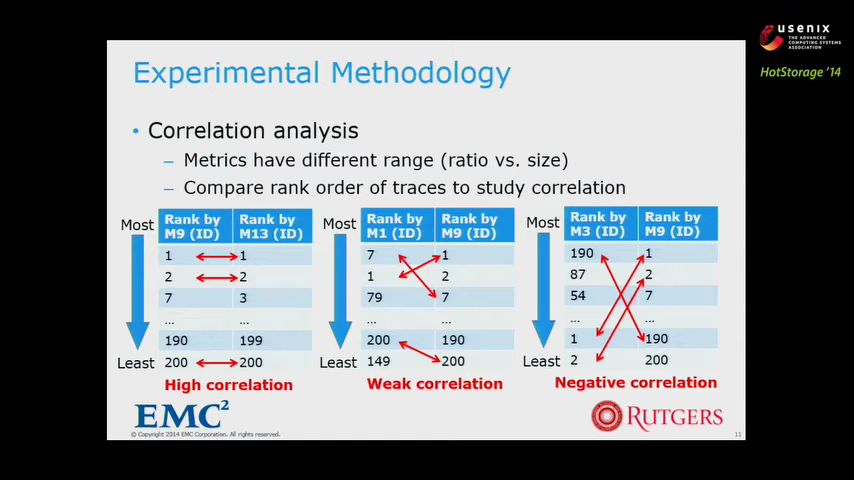 usenix
THE ADVANCED
COMPUTING SYSTEMS
ASSOCIATION
HotStorage '14
Experimental Methodology
• Correlation analysis
– Metrics have different range (ratio vs. size)
– Compare rank order of traces to study correlation
Most
Least
Rank by M9 (ID) Rank by M13 (ID)
1 1
2 2
7 3
... ...
190 199
200 200
High correlation
Most
Least
Rank by M1 (ID) Rank by M9 (ID)
7 1
1 2
79 7
... ...
200 190
149 200
Weak correlation
Most
Least
Rank by M3 (ID) Rank by M9 (ID)
190 1
87 2
54 7
... ...
1 190
2 200
Negative correlation
EMC²
© Copyright 2014 EMC Corporation. All rights reserved.
RUTGERS
11